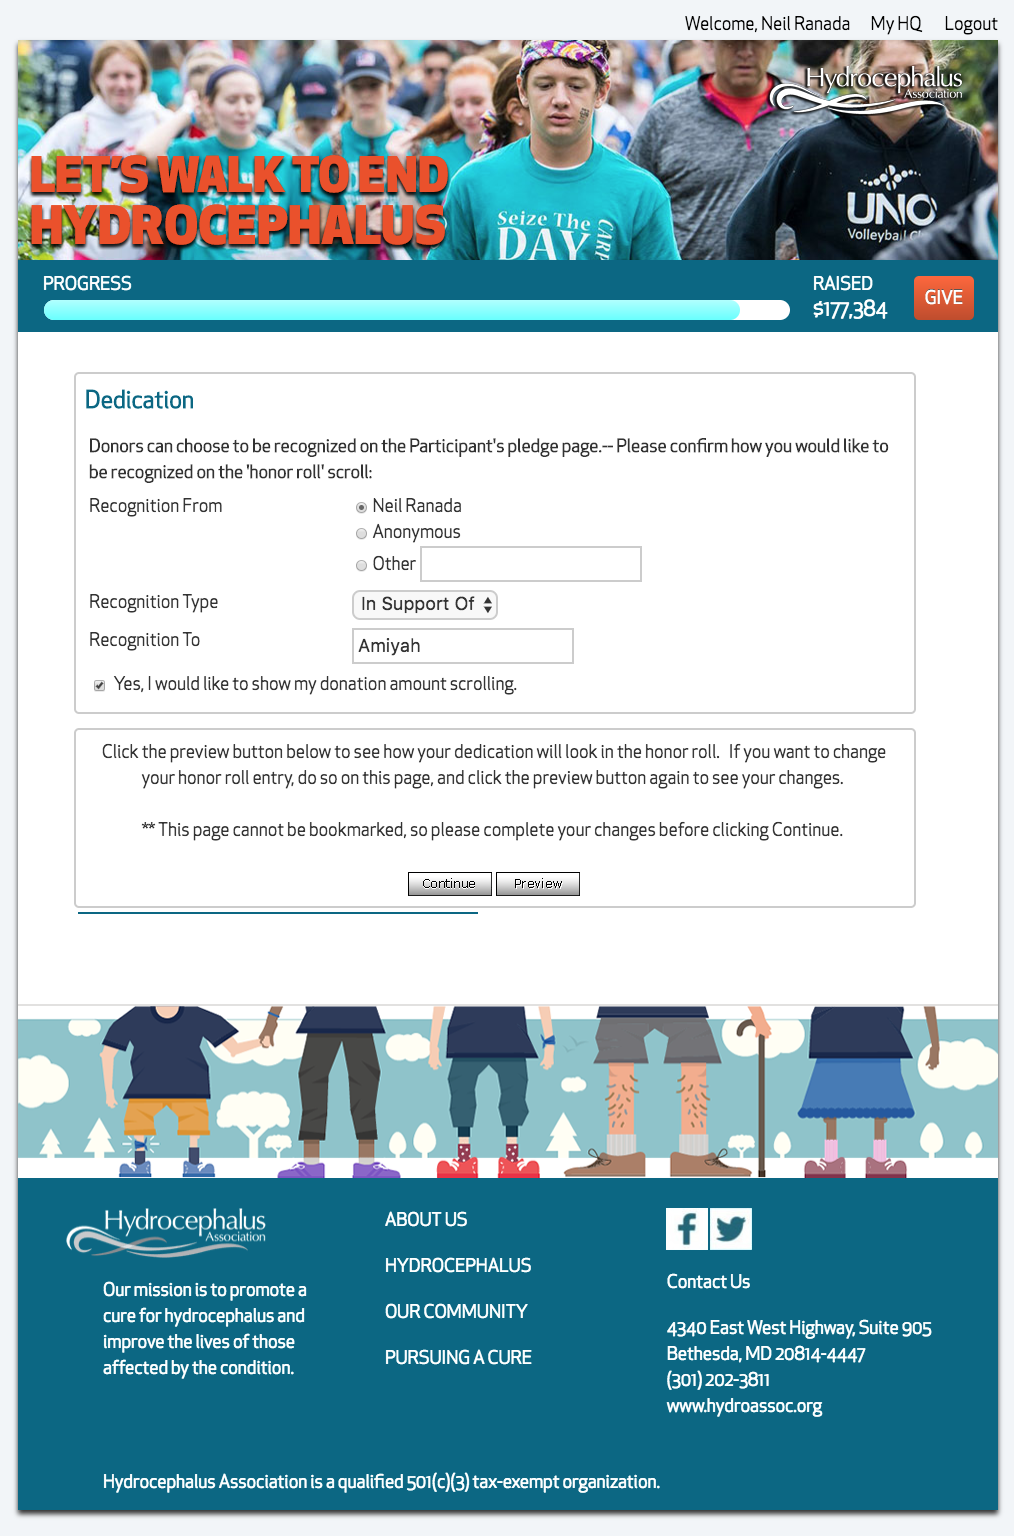 Welcome, Neil Ranada My HQ Logout
Hydrocephalus
Association
LET'S WALK TO END
HYDROCEPHALUS
Seize The
DAY
CARP
UNO
Volleyball
PROGRESS
RAISED
$177,384
GIVE
Dedication
Donors can choose to be recognized on the Participant's pledge page.-- Please confirm how you would like to
be recognized on the 'honor roll' scroll:
Recognition From
Neil Ranada
Anonymous
Other
Recognition Type
In Support Of
Recognition To
Amiyah
Yes, I would like to show my donation amount scrolling.
Click the preview button below to see how your dedication will look in the honor roll. If you want to change
your honor roll entry, do so on this page, and click the preview button again to see your changes.
** This page cannot be bookmarked, so please complete your changes before clicking Continue.
Continue Preview
Hydrocephalus
Association
Our mission is to promote a
cure for hydrocephalus and
improve the lives of those
affected by the condition.
ABOUT US
HYDROCEPHALUS
OUR COMMUNITY
PURSUING A CURE
Contact Us
4340 East West Highway, Suite 905
Bethesda, MD 20814-4447
(301) 202-3811
www.hydroassoc.org
Hydrocephalus Association is a qualified 501(c)(3) tax-exempt organization.